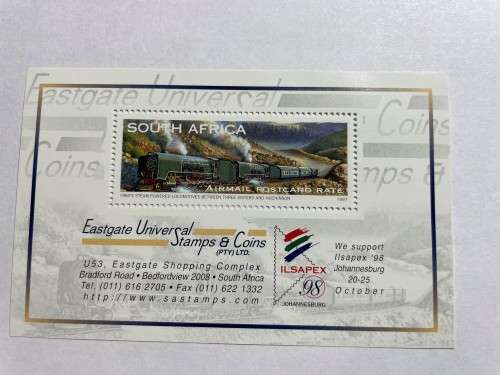 Eastgate Universal
Coins
SOUTH AFRICA
AIRMAIL POSTCARD RATE
1997
Eastgate Universal
Stamps & Coins
(PTY) LTD.
U53, Eastgate Shopping Complex
Bradford Road • Bedfordview 2008 • South Africa
Tel. (011) 616 2705 • Fax (011) 622 1332
http://www.sastamps.com
ILSAPEX
98
JOHANNESBURG
We support
Ilsapex '98
Johannesburg
20-25
October